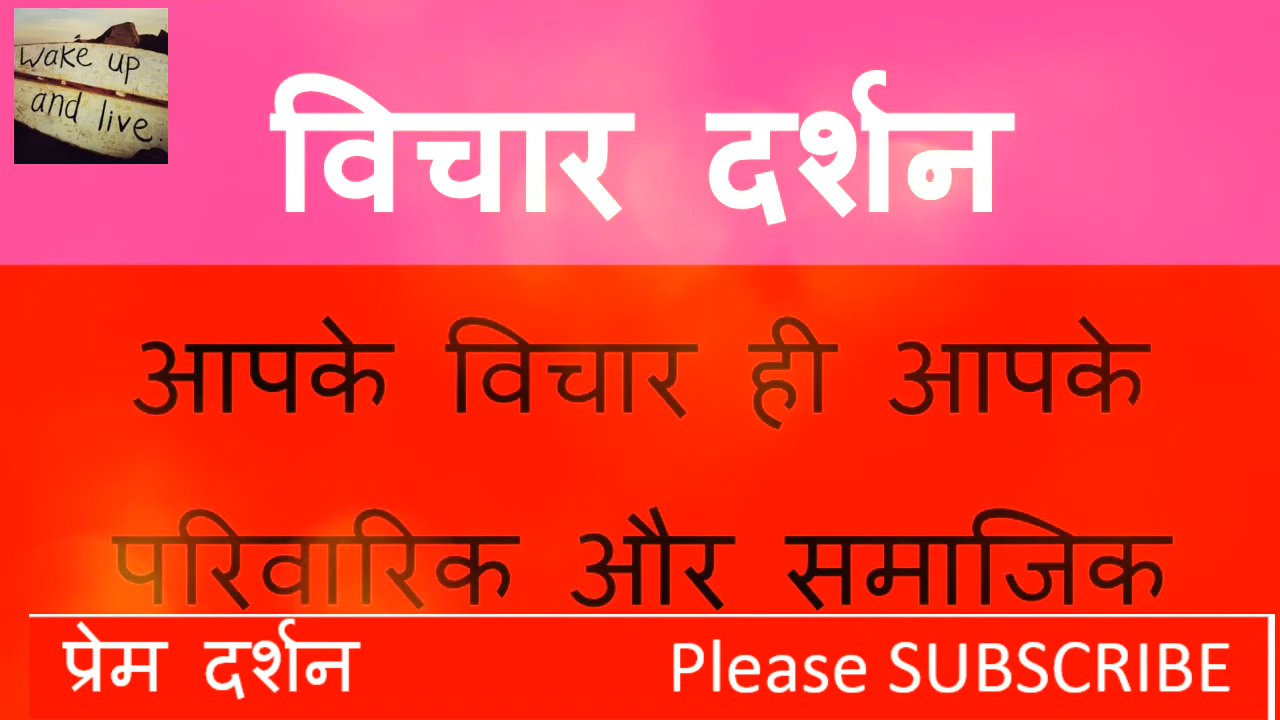 wake up
and live.
विचार दर्शन
आपके विचार ही आपके
परिवारिक और समाजिक
प्रेम दर्शन
Please SUBSCRIBE